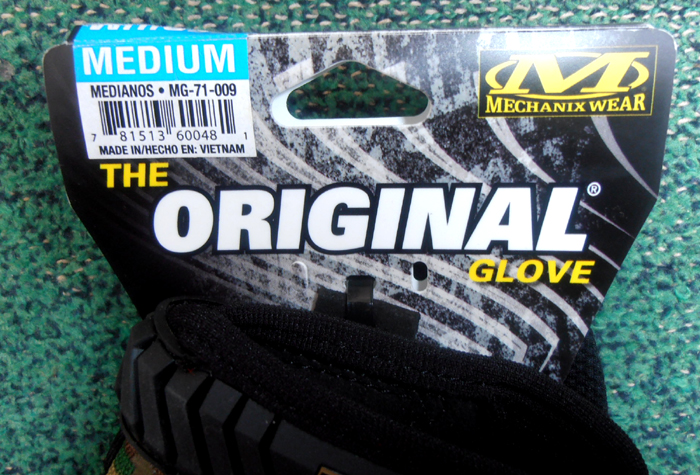 MEDIUM
MEDIANOS • MG-71-009
7 81513 60048 1
MADE IN/HECHO EN: VIETNAM
M
MECHANIX WEAR
THE
ORIGINAL®
GLOVE